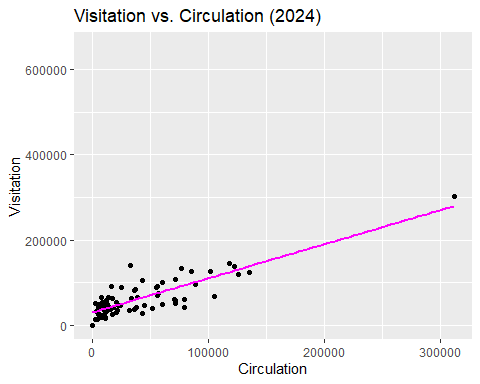 Visitation vs. Circulation (2024)
600000
400000
200000
0
Visitation
0 100000 200000 300000
Circulation